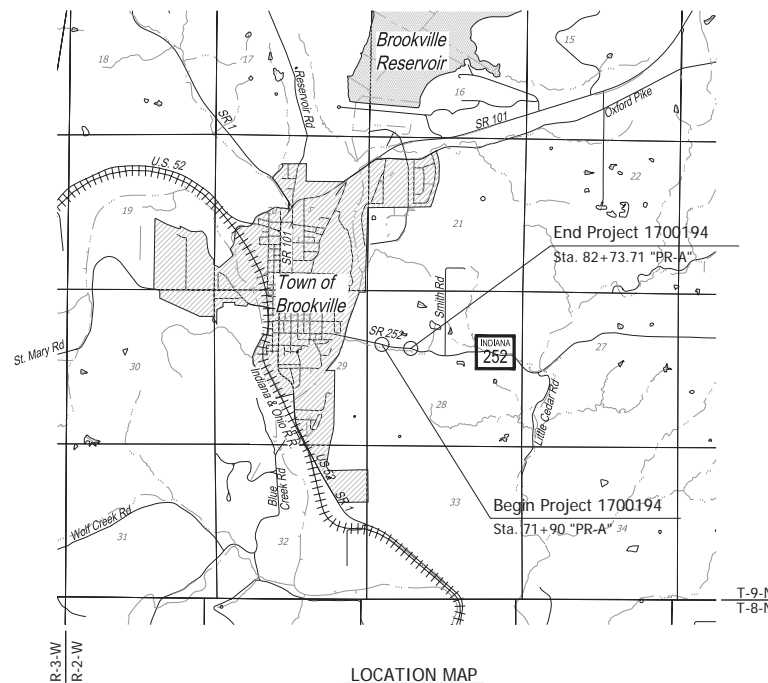 Brookville
Reservoir
15
18
17
16
SR 1
Reservoir Rd
Oxford Pike
SR 101
U.S. 52
22
19
21
End Project 1700194
Sta. 82+73.71 "PR-A"
SR 101
Town of
Brookville
Smith Rd
SR 252
INDIANA
252
27
St. Mary Rd
30
29
28
Indiana & Ohio R.R.
Little Cedar Rd
US 52
SR 1
Blue
Creek Rd
33
Begin Project 1700194
Sta. 71+90 "PR-A"
34
Wolf Creek Rd
31
32
T-9-N
T-8-N
R-3-W
R-2-W
LOCATION MAP